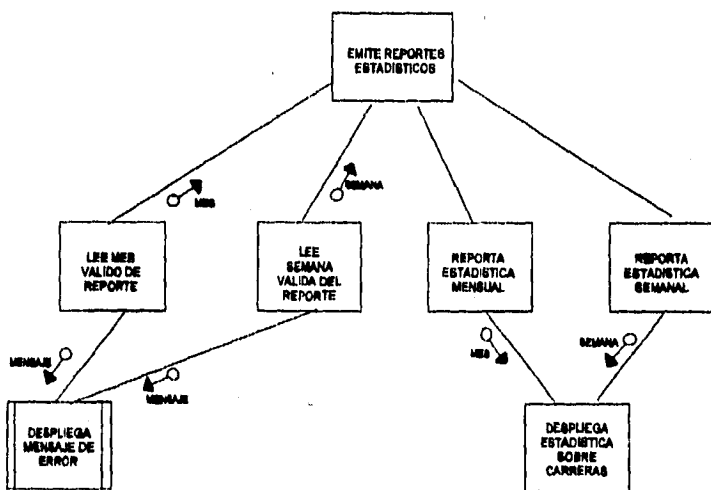 EMITE REPORTES
ESTADISTICOS
MES
SEMANA
LEE MES
VALIDO DE
REPORTE
LEE
SEMANA
VALIDA DEL
REPORTE
REPORTA
ESTADISTICA
MENSUAL
REPORTA
ESTADISTICA
SEMANAL
MENSAJE
MENSAJE
MES
SEMANA
DESPLIEGA
MENSAJE DE
ERROR
DESPLIEGA
ESTADISTICA
SOBRE
CARRERAS